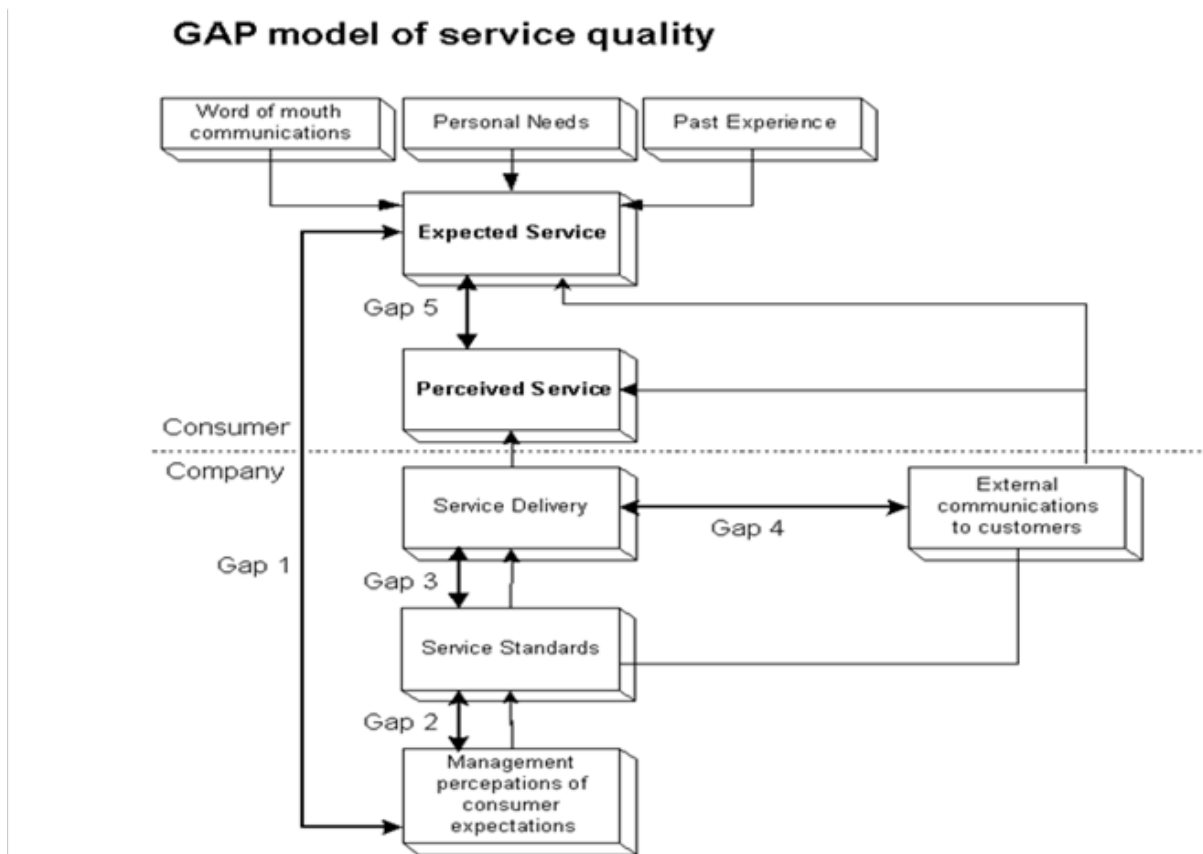 GAP model of service quality
Word of mouth
communications
Personal Needs
Past Experience
Expected Service
Gap 5
Perceived Service
Consumer
Company
Service Delivery
External
communications
to customers
Gap 4
Gap 1
Gap 3
Service Standards
Gap 2
Management
percepations of
consumer
expectations